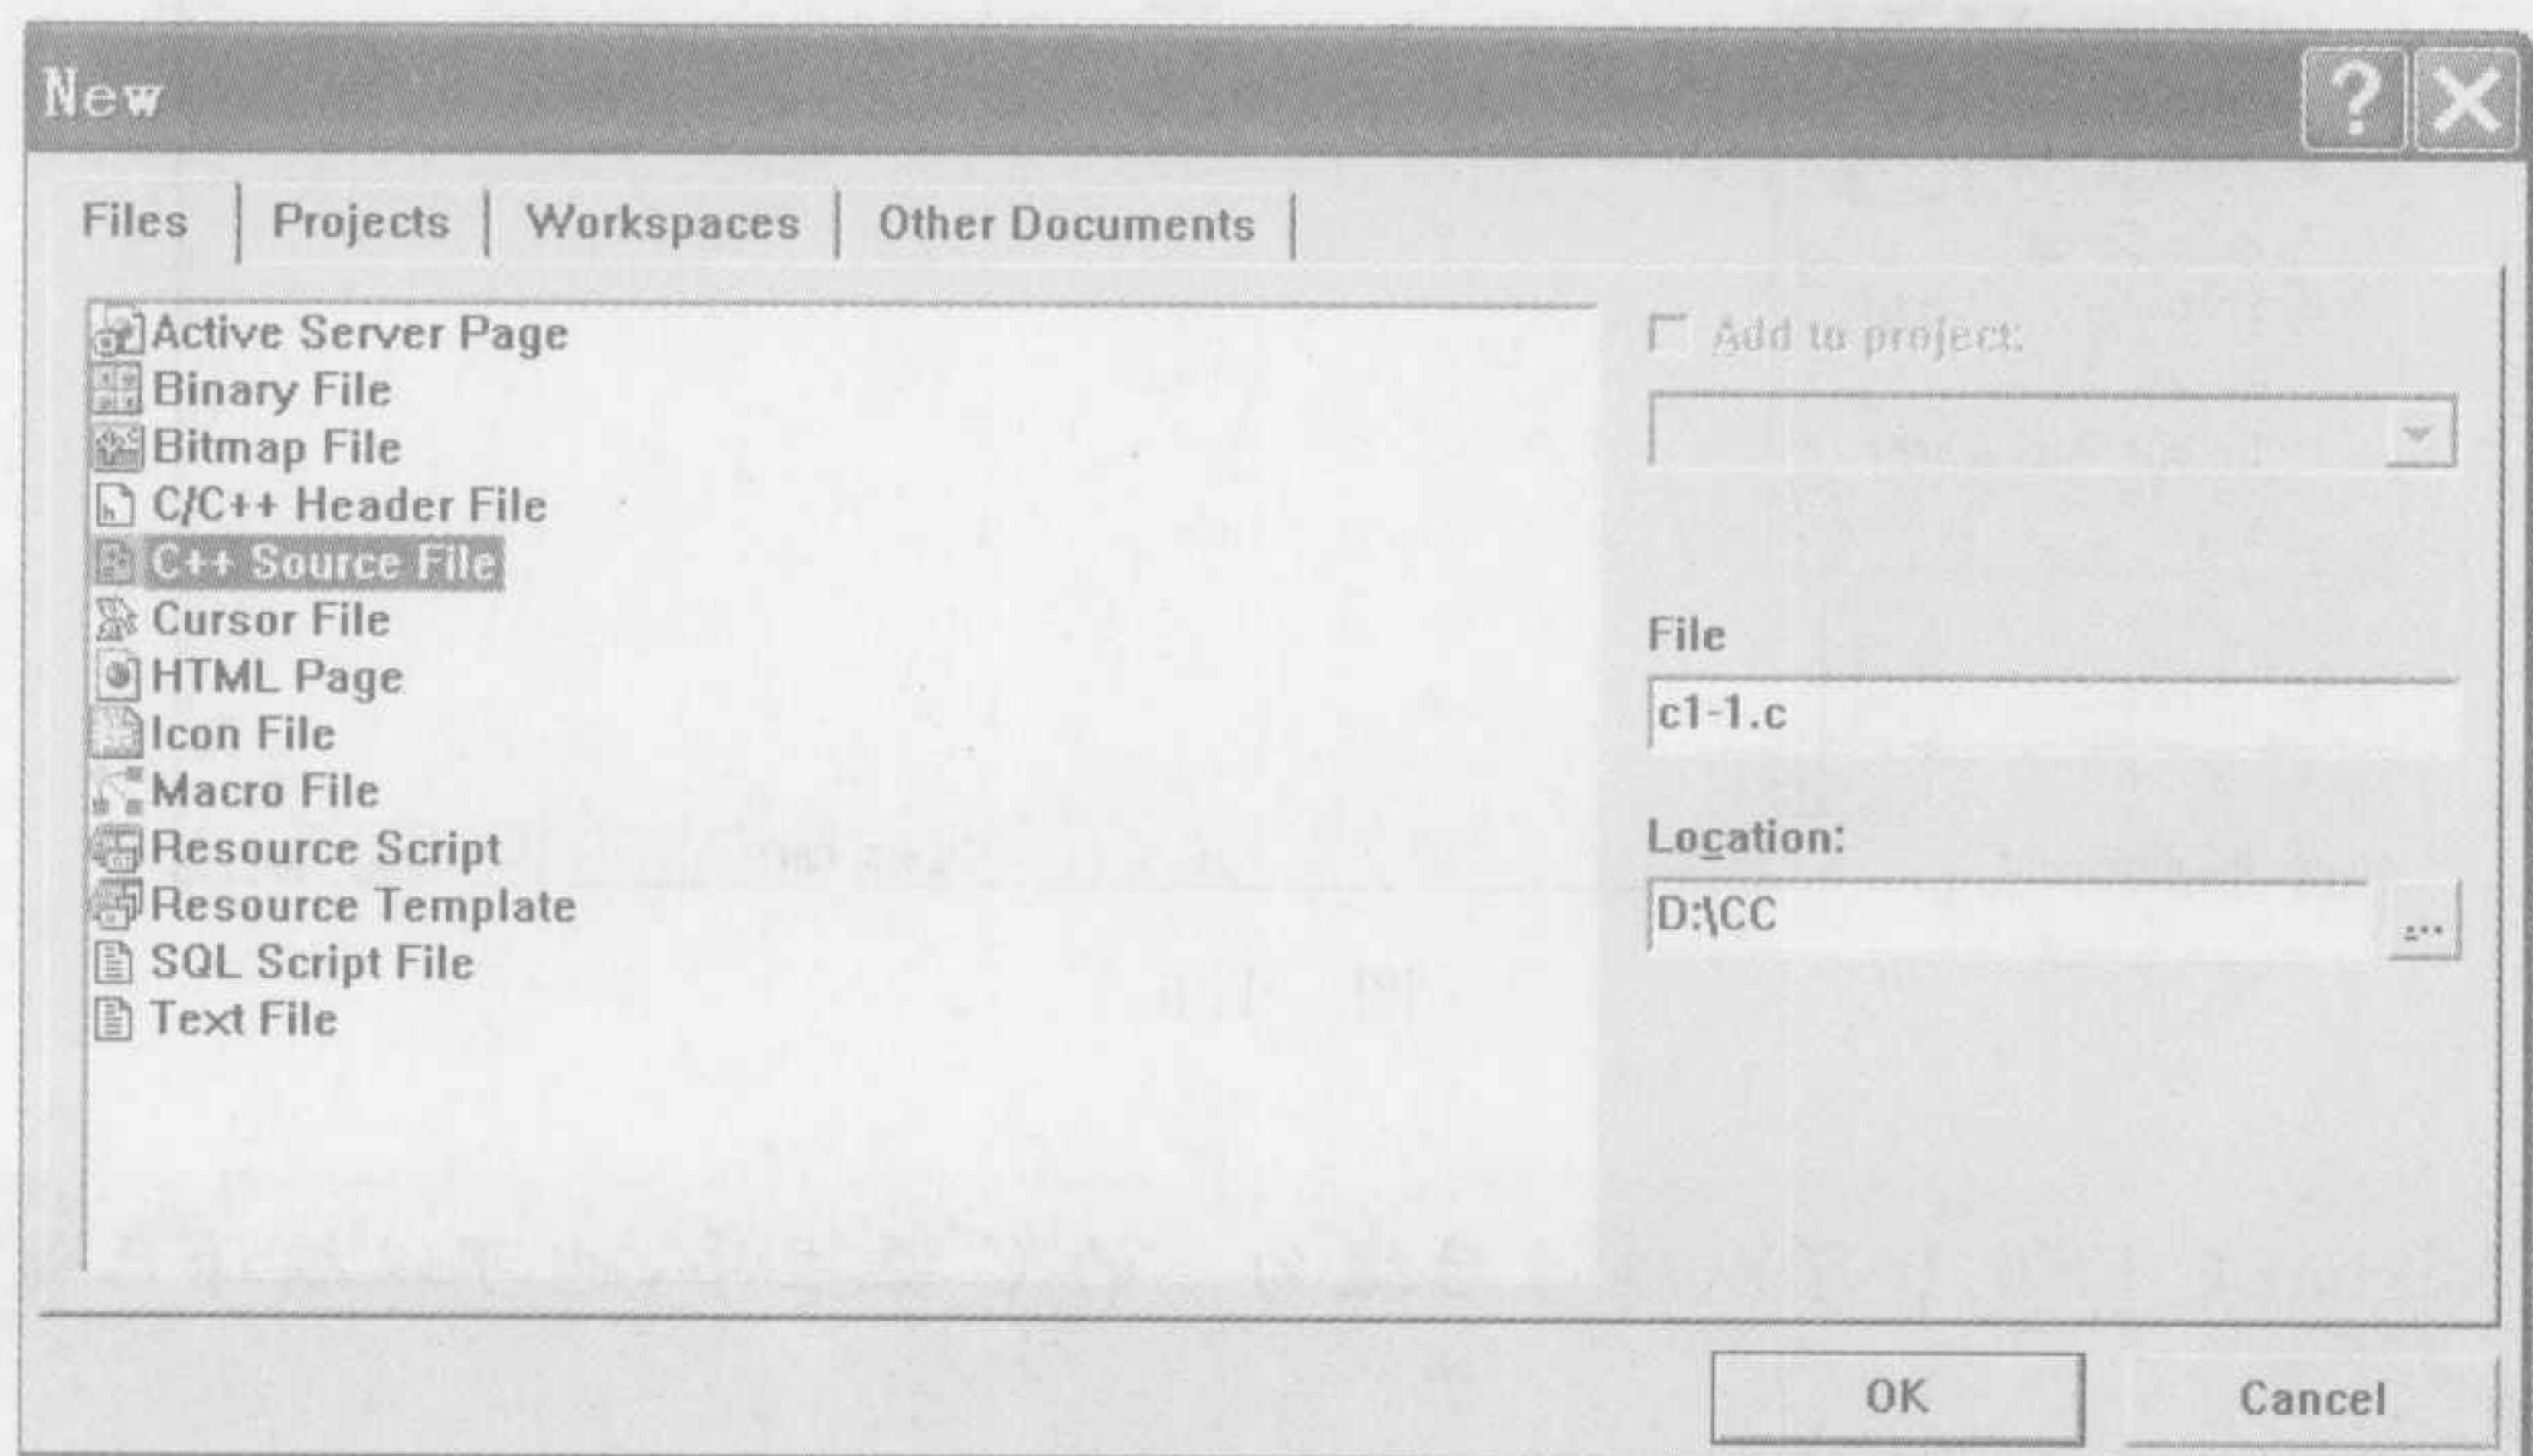 New
Files Projects Workspaces Other Documents
Active Server Page
Binary File
Bitmap File
C/C++ Header File
C++ Source File
Cursor File
HTML Page
Icon File
Macro File
Resource Script
Resource Template
SQL Script File
Text File
Add to project:
File
c1-1.c
Location:
D:\CC
...
OK Cancel